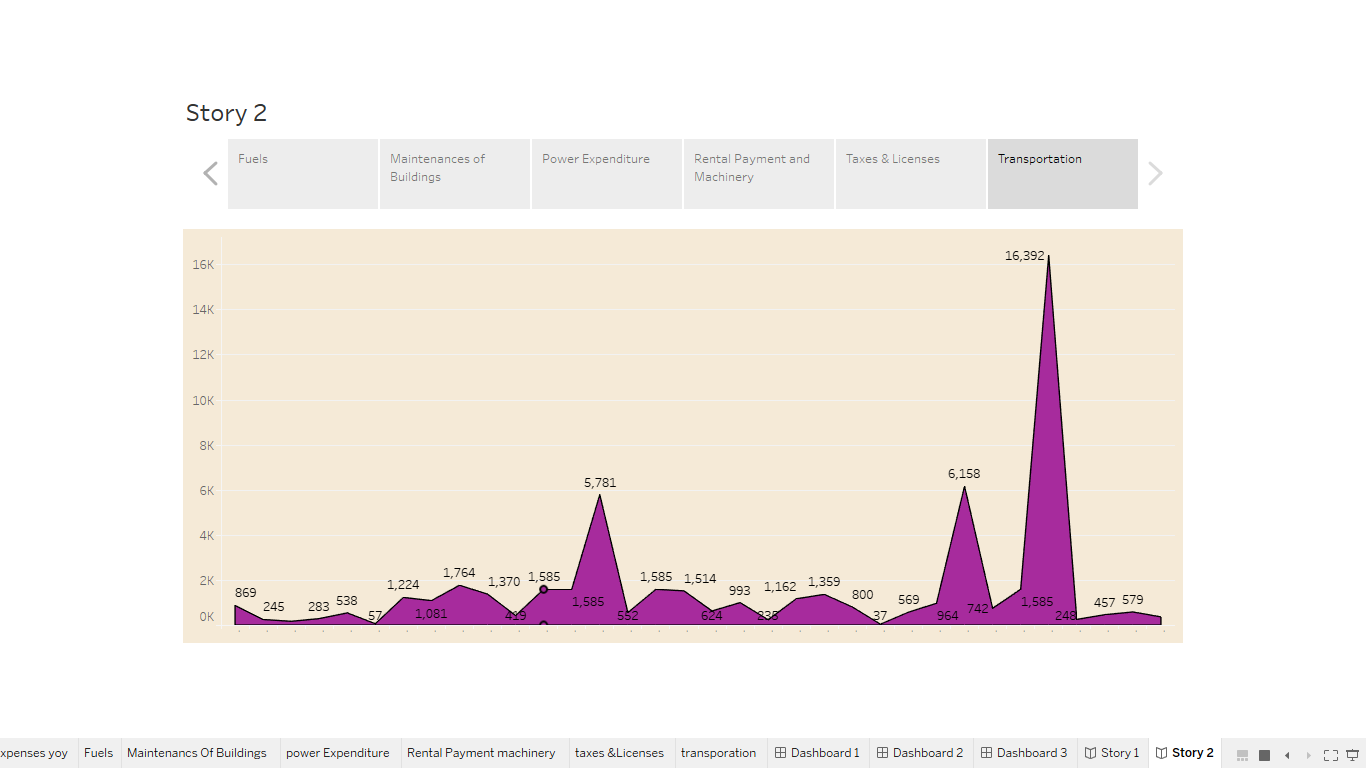 Story 2
Fuels
Maintenances of
Buildings
Power Expenditure
Rental Payment and
Machinery
Taxes & Licenses
Transportation
16K
14K
12K
10K
8K
6K
4K
2K
0K
869
245
283
538
57
1,224
1,081
1,764
1,370
419
1,585
1,585
5,781
552
1,585
1,514
624
993
235
1,162
1,359
800
37
569
964
6,158
742
1,585
16,392
248
457
579
xpenses yoy
Fuels
Maintenancs Of Buildings
power Expenditure
Rental Payment machinery
taxes &Licenses
transporation
Dashboard 1
Dashboard 2
Dashboard 3
Story 1
Story 2